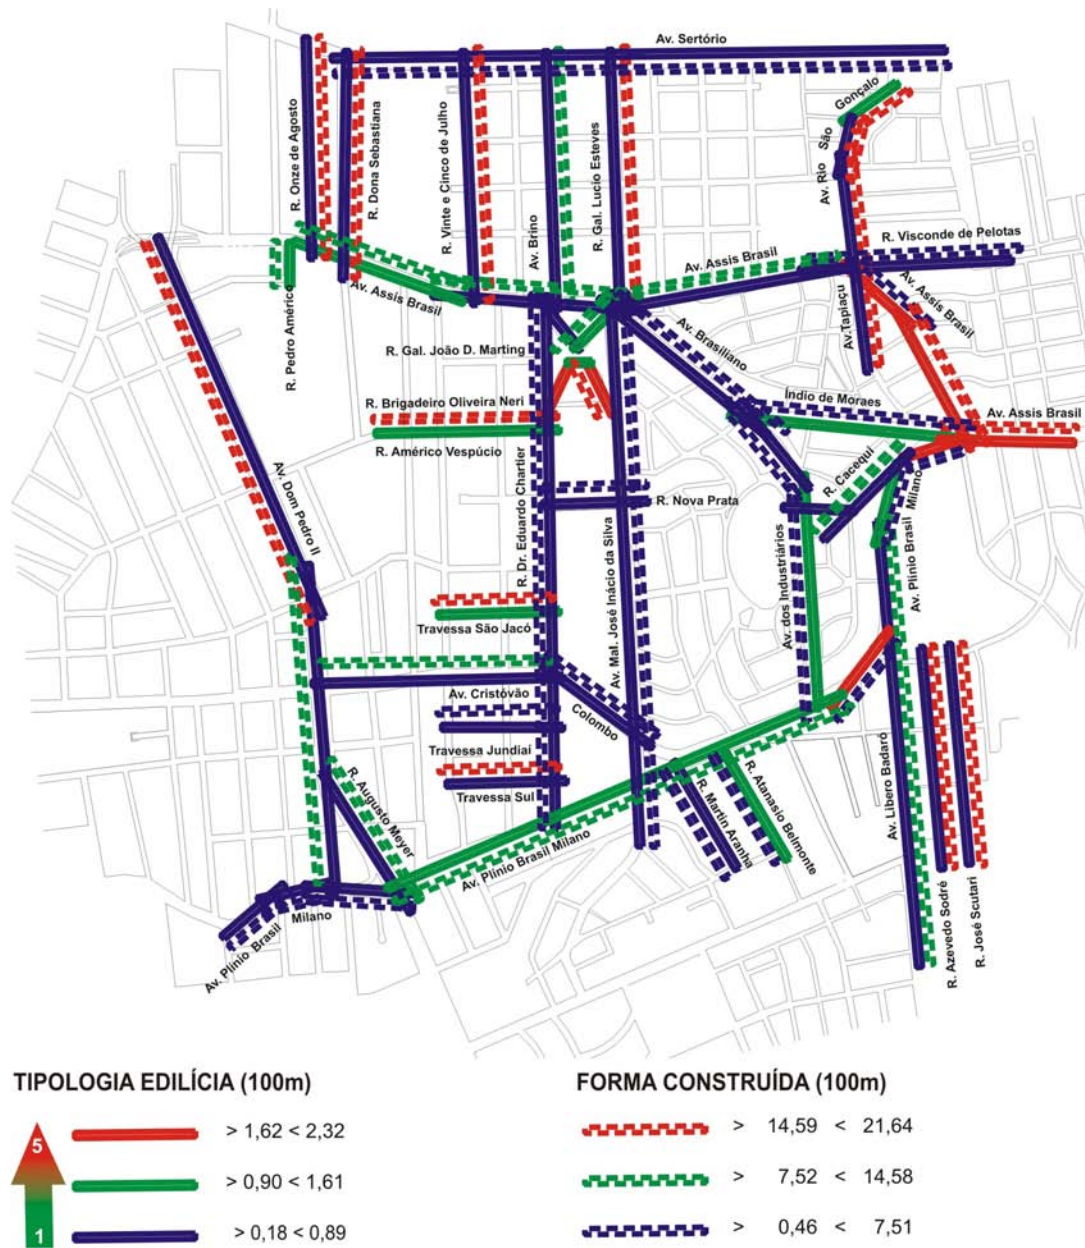 Av. Sertório
Gonçalo
São
Av. Rio
R. Onze de Agosto
R. Dona Sebastiana
R. Vinte e Cinco de Julho
Av. Brino
R. Gal. Lucio Esteves
R. Visconde de Pelotas
Av. Assis Brasil
Av. Assis Brasil
Av. Assis Brasil
R. Pedro Américo
Av.Tapiaçu
Av. Brasiliano
R. Gal. João D. Marting
Índio de Moraes
R. Brigadeiro Oliveira Neri
Av. Assis Brasil
R. Américo Vespúcio
R. Cacequi
Av. Dom Pedro II
R. Dr. Eduardo Chartier
R. Nova Prata
Milano
Av. Plínio Brasil
Av. Mal. José Inácio da Silva
Av. dos Industriários
Travessa São Jacó
Av. Cristóvão
Colombo
Travessa Jundiaí
Travessa Sul
R. Augusto Meyer
Av. Plínio Brasil Milano
R. Martin Aranha
R. Atanasio Belmonte
Av. Libero Badaró
R. Azevedo Sodré
R. José Scutari
Milano
Av. Plínio Brasil
TIPOLOGIA EDILÍCIA (100m)
5
> 1,62 < 2,32
> 0,90 < 1,61
1
> 0,18 < 0,89
FORMA CONSTRUÍDA (100m)
> 14,59 < 21,64
> 7,52 < 14,58
> 0,46 < 7,51